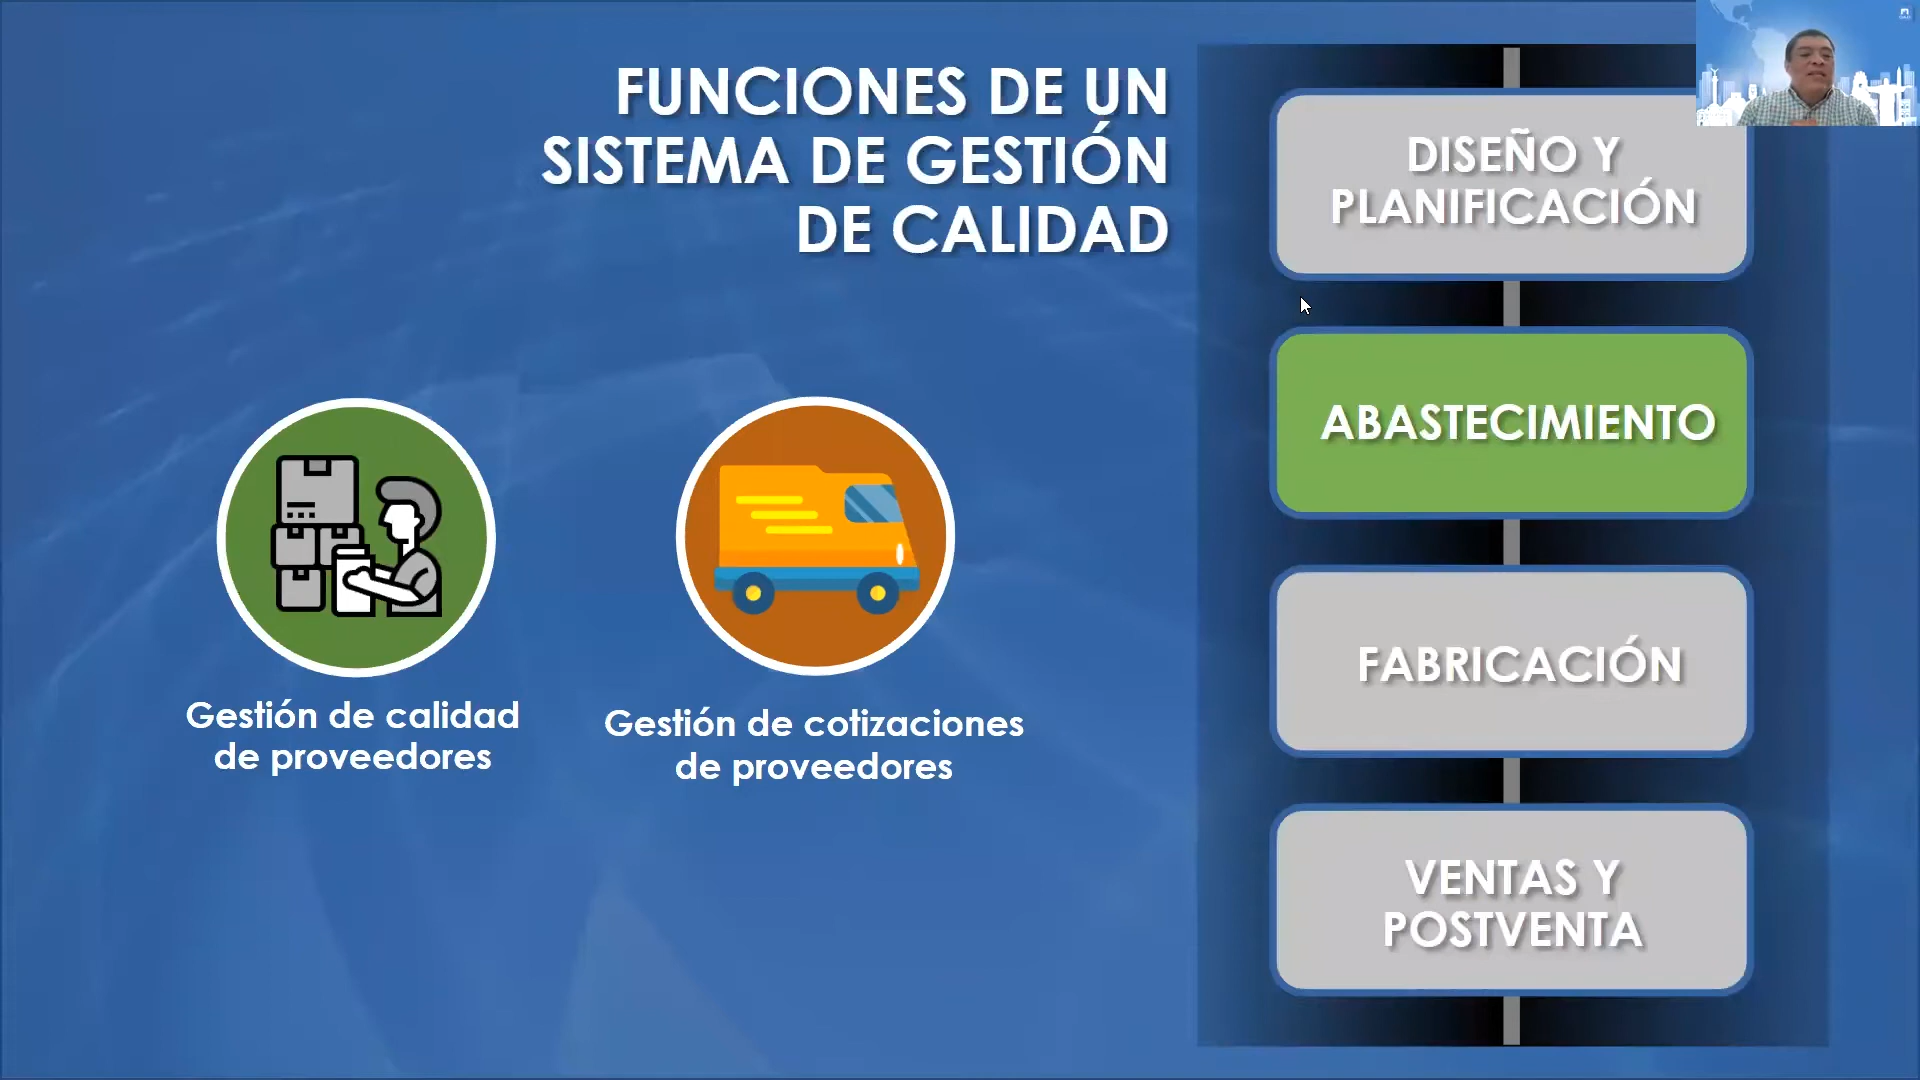 FUNCIONES DE UN
SISTEMA DE GESTIÓN
DE CALIDAD
DISEÑO Y
PLANIFICACIÓN
ABASTECIMIENTO
FABRICACIÓN
VENTAS Y
POSTVENTA
Gestión de calidad
de proveedores
Gestión de cotizaciones
de proveedores